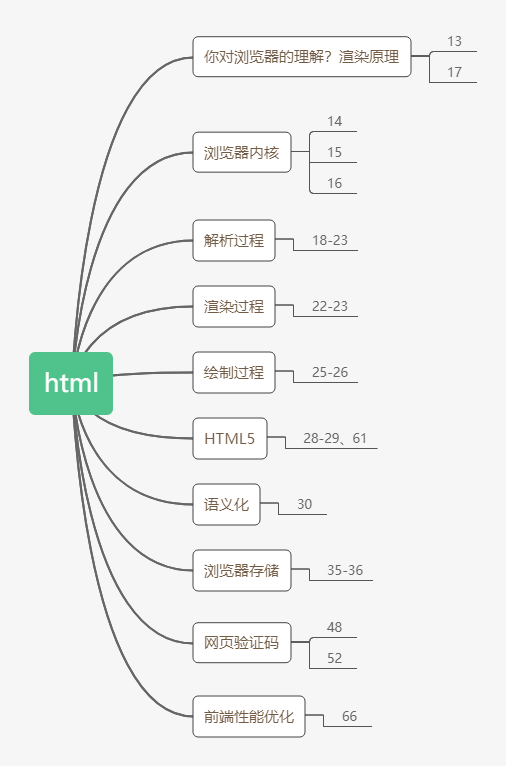 html
你对浏览器的理解？渲染原理
13
17
浏览器内核
14
15
16
解析过程
18-23
渲染过程
22-23
绘制过程
25-26
HTML5
28-29、61
语义化
30
浏览器存储
35-36
网页验证码
48
52
前端性能优化
66